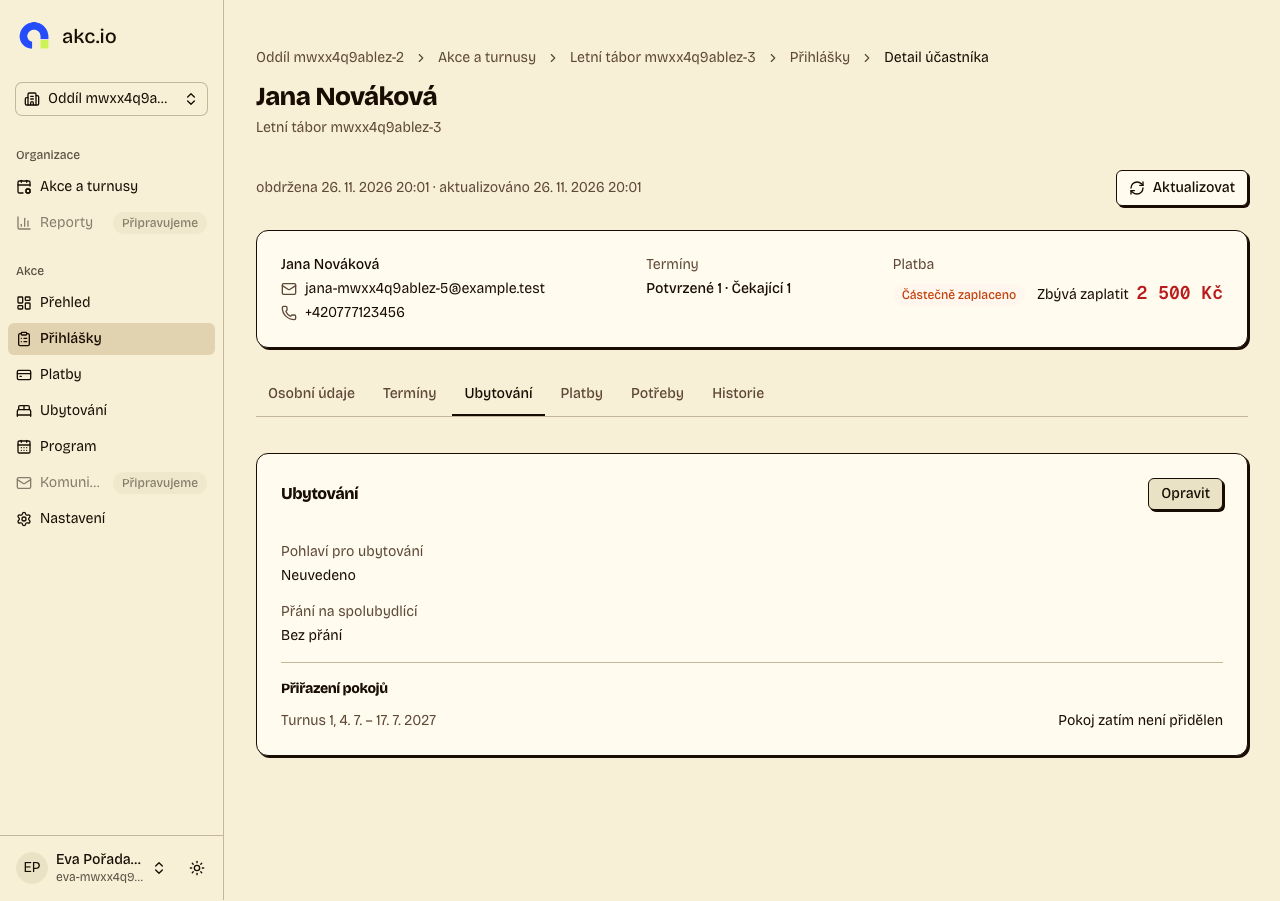 akc.io
Oddíl mwxx4q9a...
Organizace
Akce a turnusy
Reporty Připravujeme
Akce
Přehled
Přihlášky
Platby
Ubytování
Program
Komuni... Připravujeme
Nastavení
EP
Eva Pořada...
eva-mwxx4q9...
Oddíl mwxx4q9ablez-2 > Akce a turnusy > Letní tábor mwxx4q9ablez-3 > Přihlášky > Detail účastníka
Jana Nováková
Letní tábor mwxx4q9ablez-3
obdržena 26. 11. 2026 20:01 · aktualizováno 26. 11. 2026 20:01
Aktualizovat
Jana Nováková
jana-mwxx4q9ablez-5@example.test
+420777123456
Termíny
Potvrzené 1 · Čekající 1
Platba
Částečně zaplaceno Zbývá zaplatit 2 500 Kč
Osobní údaje Termíny Ubytování Platby Potřeby Historie
Ubytování
Opravit
Pohlaví pro ubytování
Neuvedeno
Přání na spolubydlící
Bez přání
Přiřazení pokojů
Turnus 1, 4. 7. – 17. 7. 2027 Pokoj zatím není přidělen